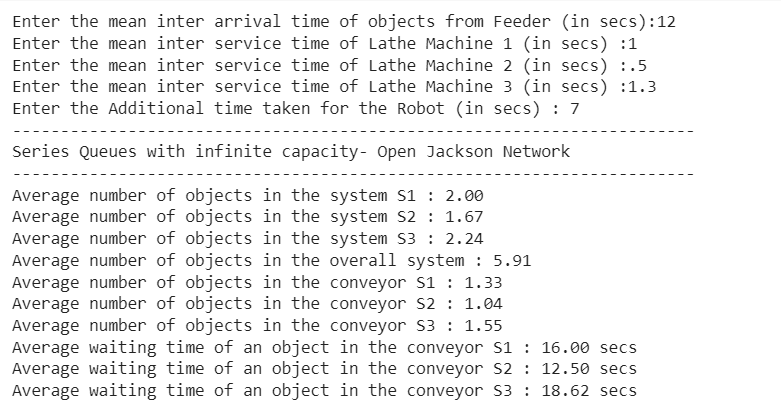 Enter the mean inter arrival time of objects from Feeder (in secs):12
Enter the mean inter service time of Lathe Machine 1 (in secs) :1
Enter the mean inter service time of Lathe Machine 2 (in secs) :.5
Enter the mean inter service time of Lathe Machine 3 (in secs) :1.3
Enter the Additional time taken for the Robot (in secs) : 7
-----------------------------------------------------------------------
Series Queues with infinite capacity- Open Jackson Network
-----------------------------------------------------------------------
Average number of objects in the system S1 : 2.00
Average number of objects in the system S2 : 1.67
Average number of objects in the system S3 : 2.24
Average number of objects in the overall system : 5.91
Average number of objects in the conveyor S1 : 1.33
Average number of objects in the conveyor S2 : 1.04
Average number of objects in the conveyor S3 : 1.55
Average waiting time of an object in the conveyor S1 : 16.00 secs
Average waiting time of an object in the conveyor S2 : 12.50 secs
Average waiting time of an object in the conveyor S3 : 18.62 secs